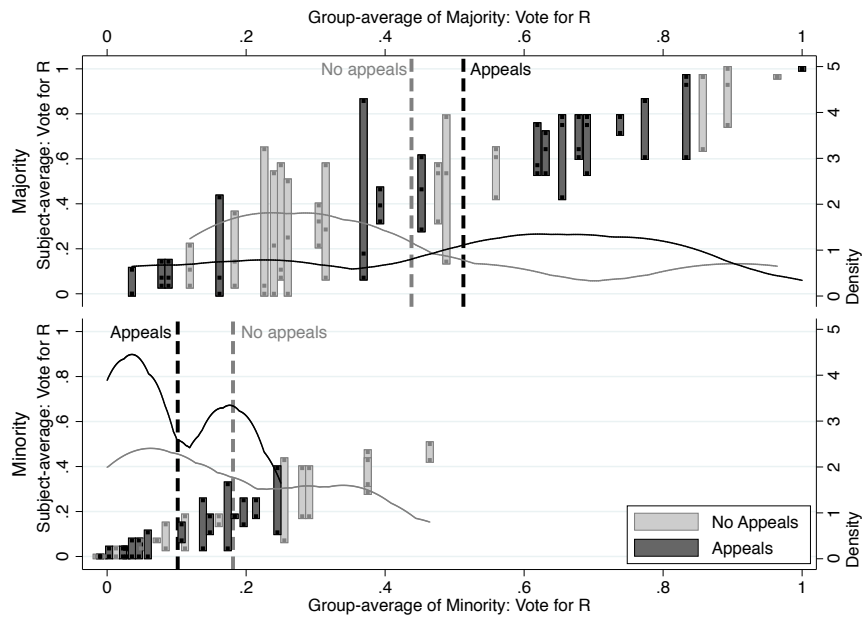 Group-average of Majority: Vote for R
0 .2 .4 .6 .8 1
Majority
Subject-average: Vote for R
0 .2 .4 .6 .8 1
No appeals
Appeals
0 1 2 3 4 5
Density
Minority
Subject-average: Vote for R
0 .2 .4 .6 .8 1
Appeals
No appeals
0 1 2 3 4 5
Density
No Appeals
Appeals
0 .2 .4 .6 .8 1
Group-average of Minority: Vote for R